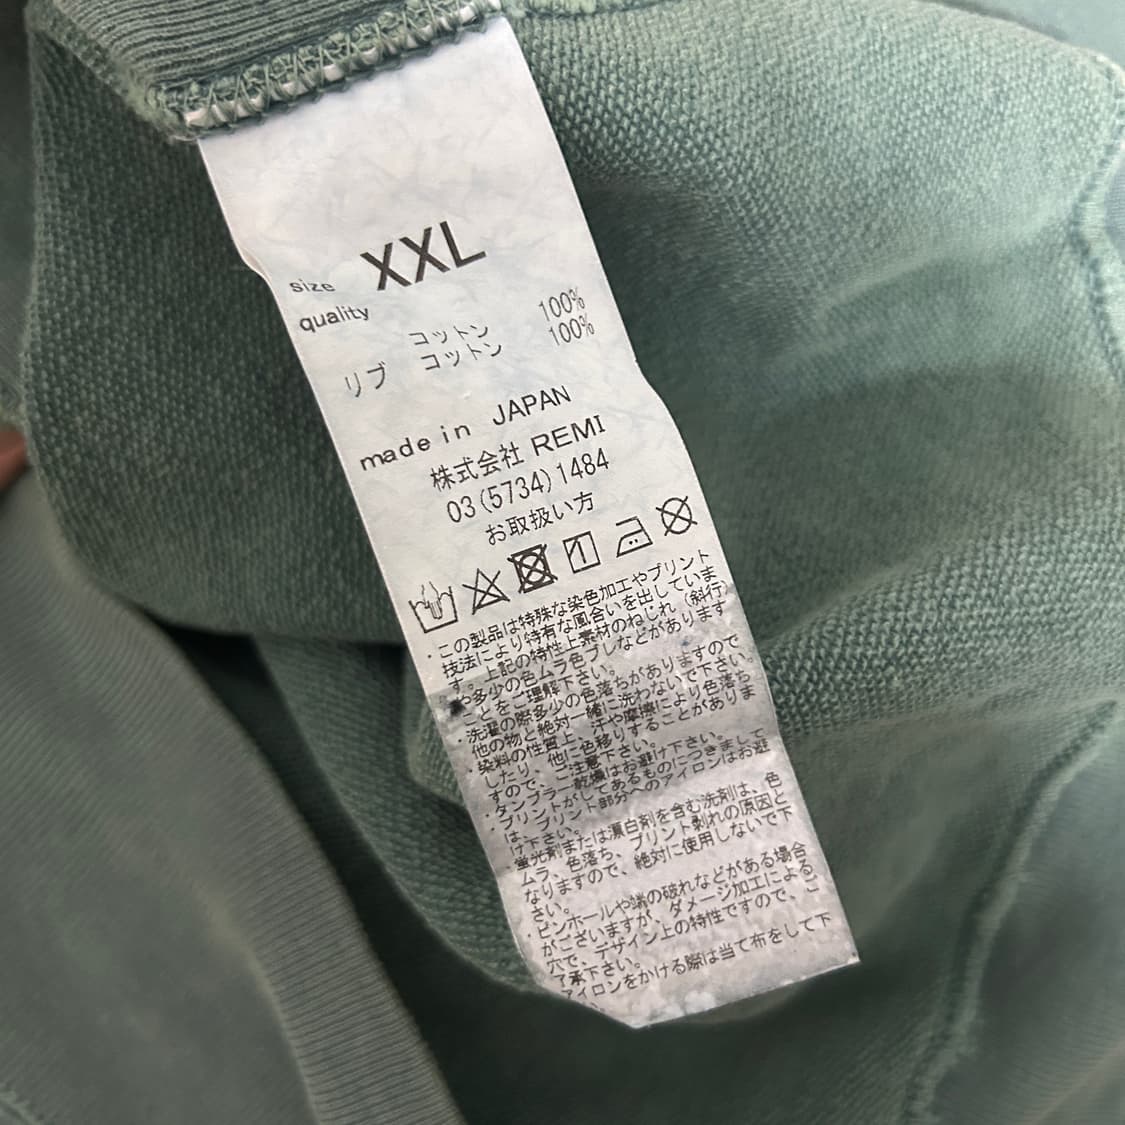 size XXL
quality
コットン 100%
リブ コットン 100%
made in JAPAN
株式会社 REMI
03(5734)1484
お取扱い方
・この製品は特殊な染色加工やプリント
技法により特有な風合いを出していま
す。上記の特性上素材のねじれ(斜行)
や多少の色ムラ色ブレなどがあります
ことをご理解下さい。
・洗濯の際多少の色落ちがありますので
他の物と絶対一緒に洗わないで下さい。
・染料の性質上、汗や摩擦により色落ち
したり、他に色移りすることがありま
すので、ご注意下さい。
・タンブラー乾燥はお避け下さい。
・プリントがしてあるものにつきまして
は、プリント部分へのアイロンはお避
け下さい。
・蛍光剤または漂白剤を含む洗剤は、色
ムラ、色落ち、プリント剥れの原因と
なりますので、絶対に使用しないで下
さい。
・ピンホールや端の破れなどがある場合
がございますが、ダメージ加工による
穴で、デザイン上の特性ですので、ご
了承下さい。
アイロンをかける際は当て布をして下